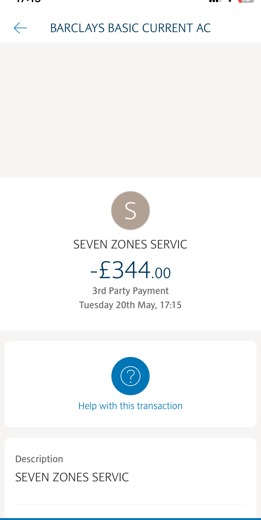 BARCLAYS BASIC CURRENT AC
S
SEVEN ZONES SERVIC
-£344.00
3rd Party Payment
Tuesday 20th May, 17:15
?
Help with this transaction
Description
SEVEN ZONES SERVIC